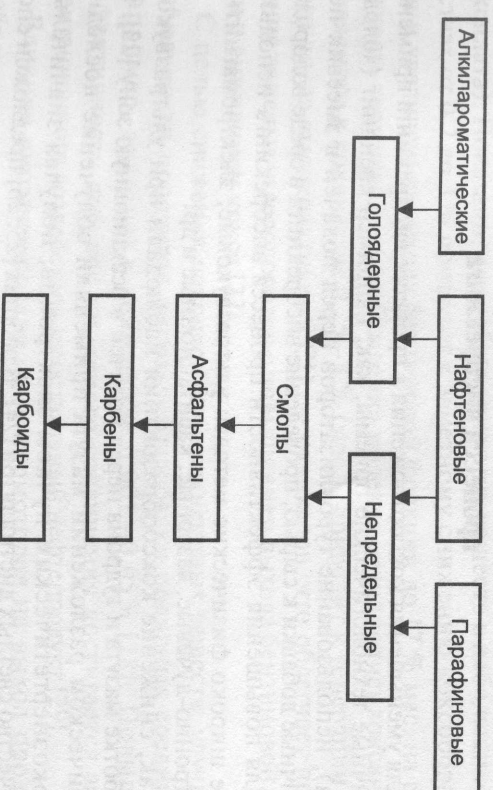 Алкилароматические
Нафтеновые
Парафиновые
Голоядерные
Непредельные
Смолы
Асфальтены
Карбены
Карбоиды